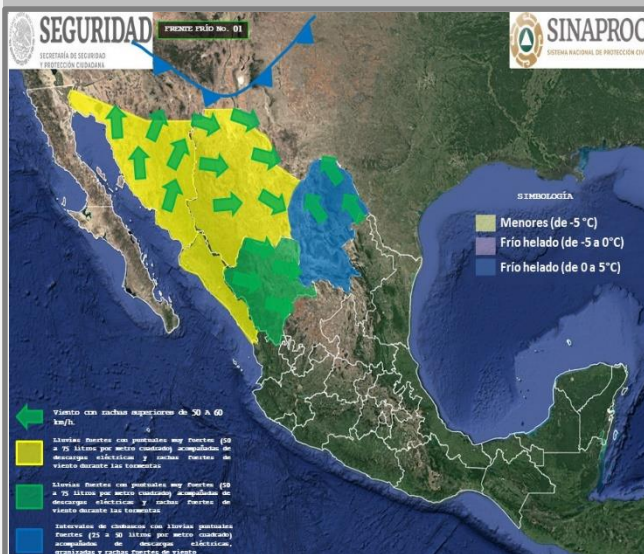 SEGURIDAD
SECRETARÍA DE SEGURIDAD
Y PROTECCIÓN CIUDADANA
FRENTE FRÍO No. 01
SINAPROC
SISTEMA NACIONAL DE PROTECCIÓN CIV
SIMBOLOGÍA
Menores (de -5 °C)
Frío helado (de -5 a 0°C)
Frío helado (de 0 a 5°C)
Viento con rachas superiores de 50 A 60
km/h.
Lluvias fuertes con puntuales muy fuertes (50
a 75 litros por metro cuadrado) acompañadas de
descargas eléctricas y rachas fuertes de
viento durante las tormentas
Lluvias fuertes con puntuales muy fuertes (50
a 75 litros por metro cuadrado) acompañadas de
descargas eléctricas y rachas fuertes de
viento durante las tormentas
Intervalos de chubascos con lluvias puntuales
fuertes (25 a 50 litros por metro cuadrado)
acompañados de descargas eléctricas,
granizadas y rachas fuertes de viento